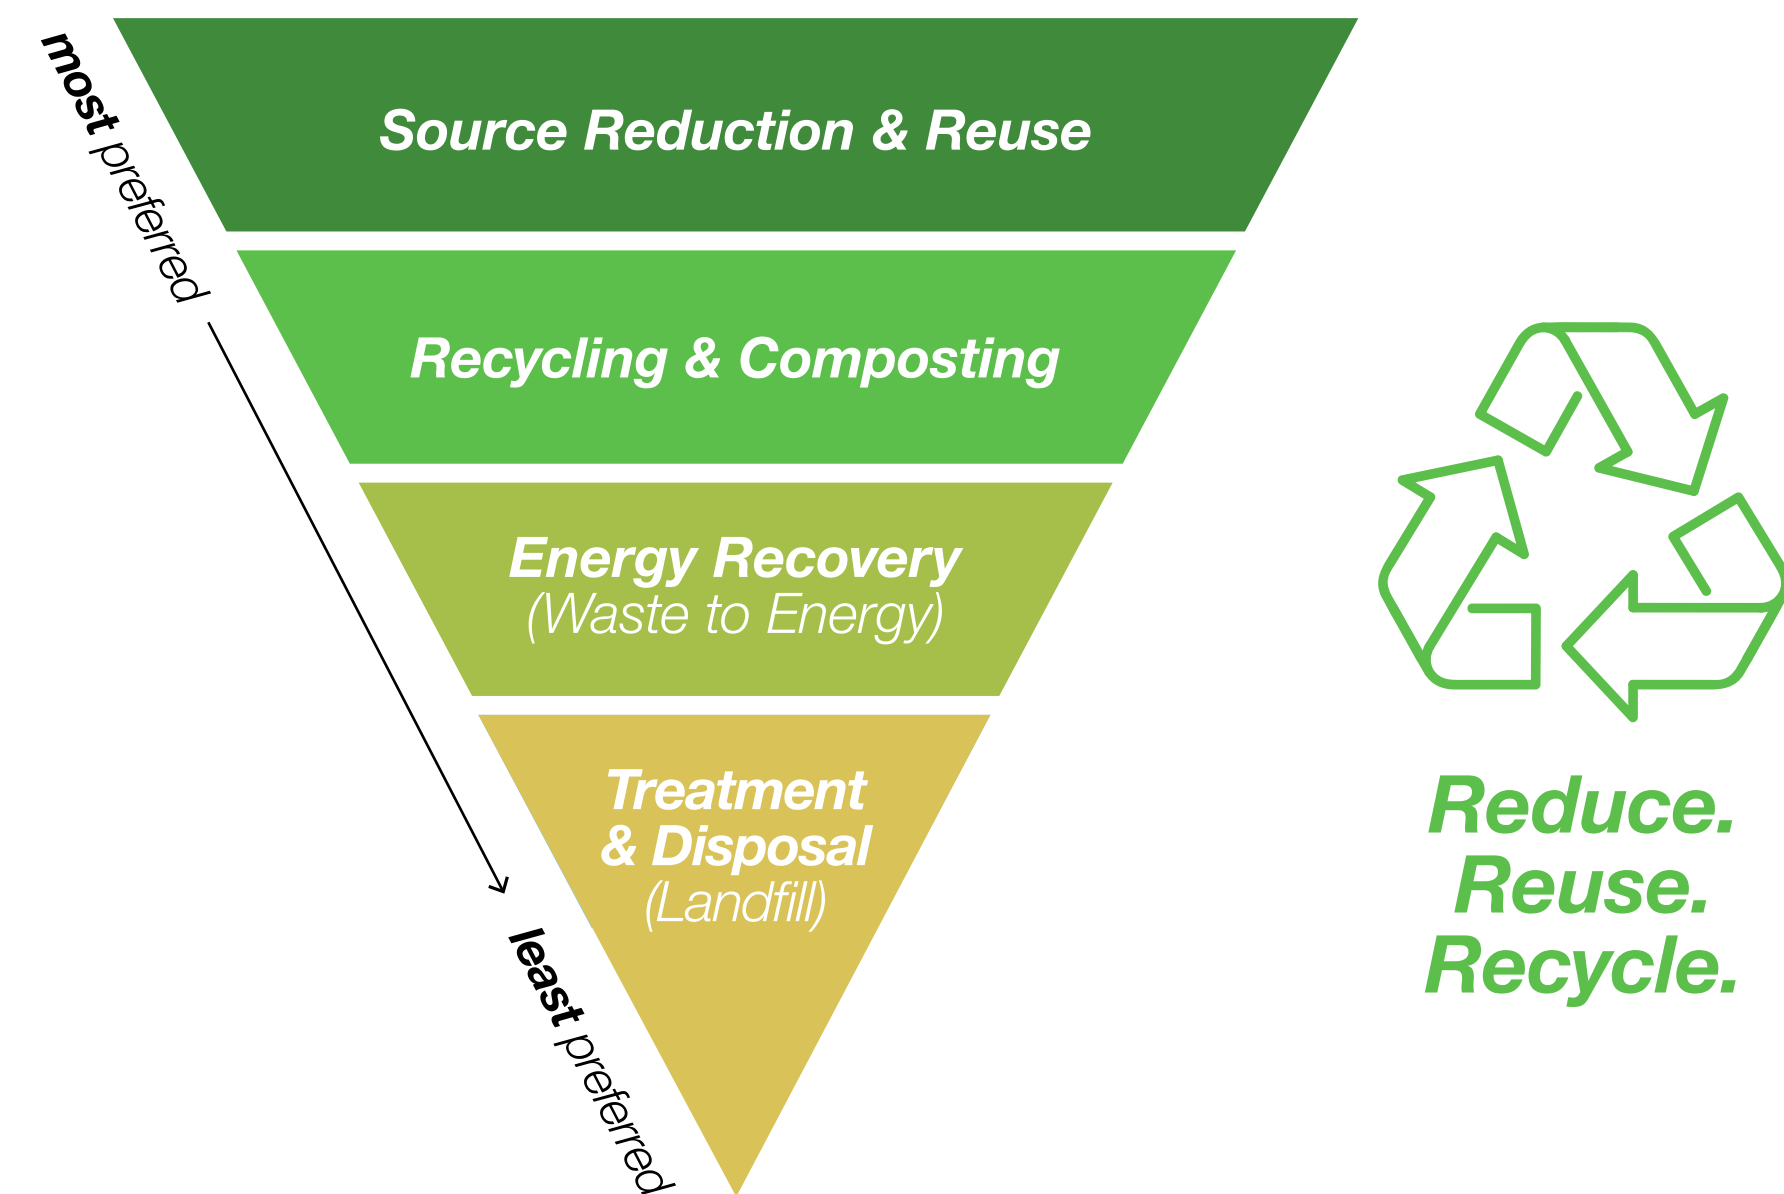 most preferred
Source Reduction & Reuse
Recycling & Composting
Energy Recovery
(Waste to Energy)
Treatment
& Disposal
(Landfill)
least preferred
Reduce.
Reuse.
Recycle.